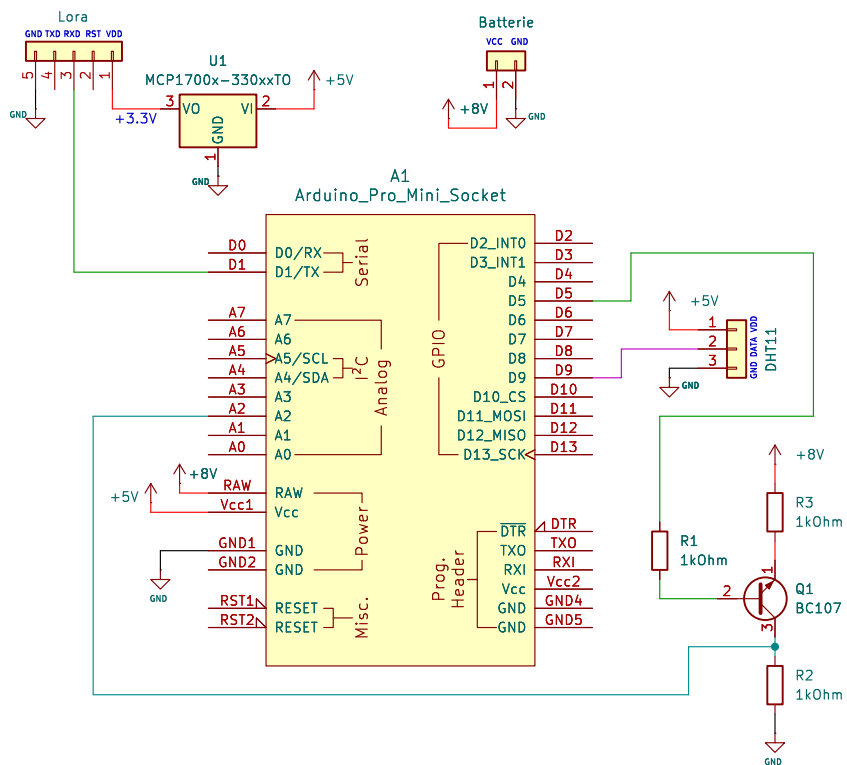 Lora
GND TXD RXD RST VDD
5 4 3 2 1
GND
+3.3V
U1
MCP1700x-330xxTO
3 VO VI 2
GND
1
GND
+5V
Batterie
VCC GND
1 2
+8V
GND
A1
Arduino_Pro_Mini_Socket
D0 D0/RX
D1 D1/TX
Serial
A7 A7
A6 A6
A5 A5/SCL
A4 A4/SDA
I²C
A3 A3
A2 A2
A1 A1
A0 A0
Analog
+8V
+5V
RAW RAW
Vcc1 Vcc
GND1 GND
GND2 GND
Power
GND
RST1 RESET
RST2 RESET
Misc.
GPIO
D2_INT0 D2
D3_INT1 D3
D4 D4
D5 D5
D6 D6
D7 D7
D8 D8
D9 D9
D10_CS D10
D11_MOSI D11
D12_MISO D12
D13_SCK D13
Prog.
Header
DTR DTR
TXO TXO
RXI RXI
Vcc Vcc2
GND GND4
GND GND5
+5V
1
2
3
GND DATA VDD
DHT11
GND
+8V
R3
1kOhm
R1
1kOhm
1
2
3
Q1
BC107
R2
1kOhm
GND